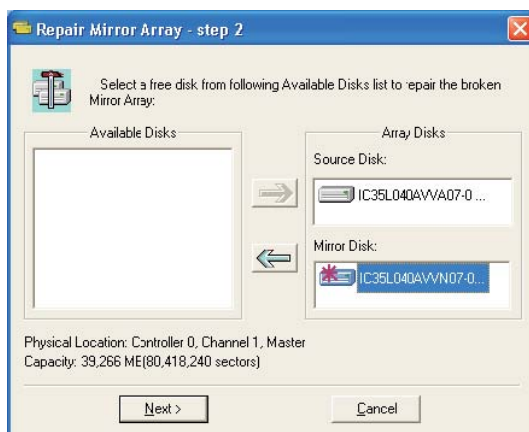 Repair Mirror Array - step 2
Select a free disk from following Available Disks list to repair the broken
Mirror Array:
Available Disks
Array Disks
Source Disk:
IC35L040AVVA07-0 ...
Mirror Disk:
IC35L040AVVN07-0...
Physical Location: Controller 0, Channel 1, Master
Capacity: 39,266 ME(80,418,240 sectors)
Next >
Cancel